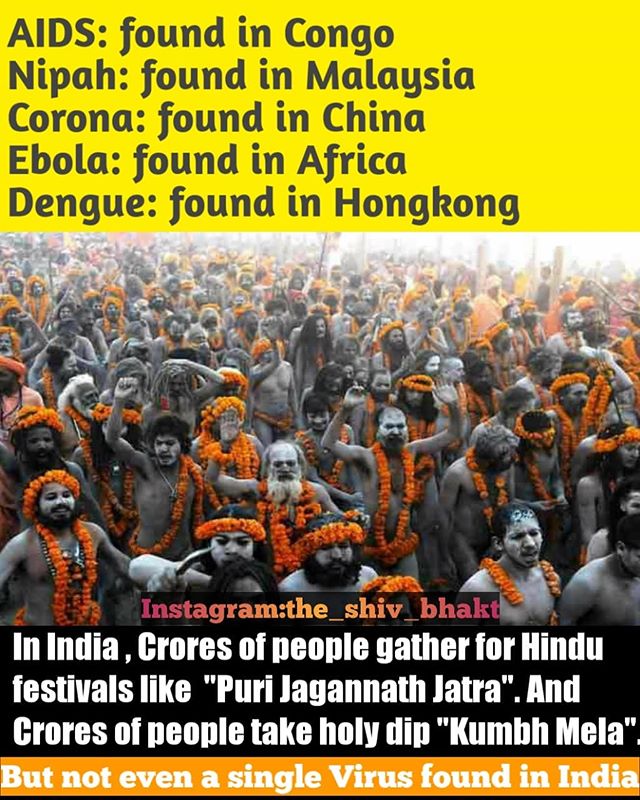 AIDS: found in Congo
Nipah: found in Malaysia
Corona: found in China
Ebola: found in Africa
Dengue: found in Hongkong
Instagram:the_shiv_bhakt
In India , Crores of people gather for Hindu
festivals like "Puri Jagannath Jatra". And
Crores of people take holy dip "Kumbh Mela".
But not even a single Virus found in India